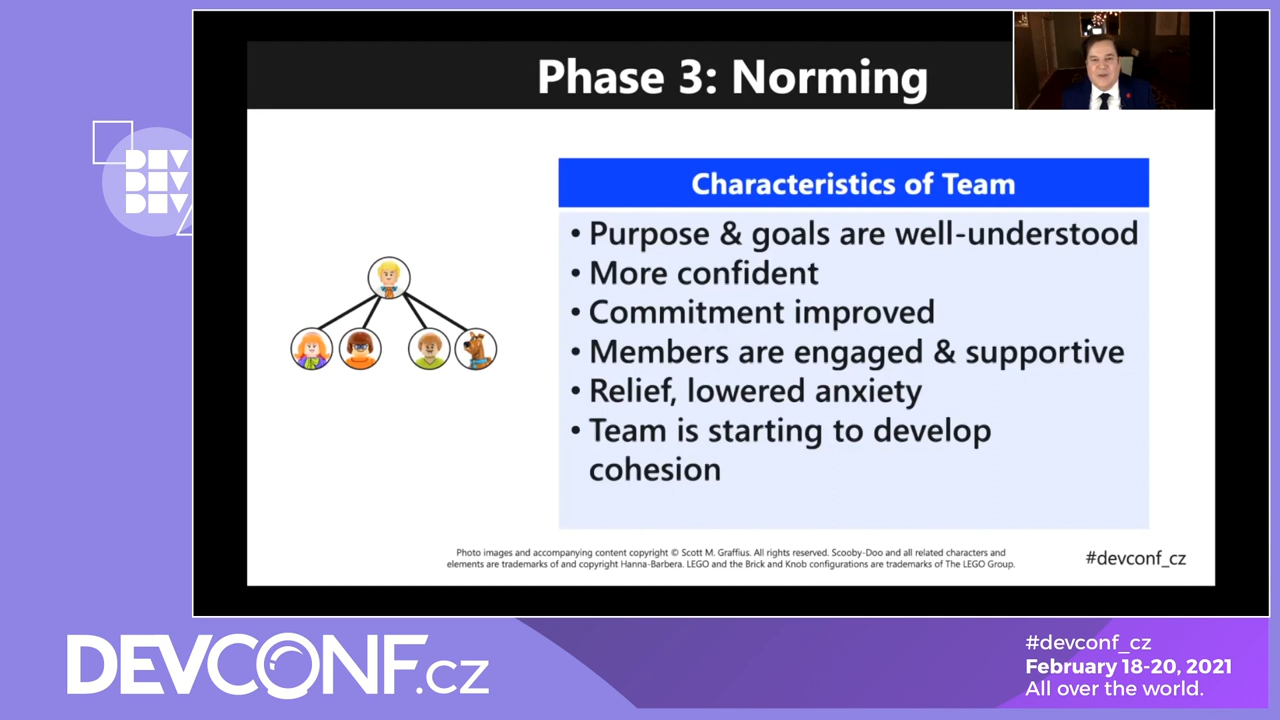 Phase 3: Norming
DEV
DEV
DEV
Characteristics of Team
• Purpose & goals are well-understood
• More confident
• Commitment improved
• Members are engaged & supportive
• Relief, lowered anxiety
• Team is starting to develop
cohesion
Photo images and accompanying content copyright © Scott M. Graffius. All rights reserved. Scooby-Doo and all related characters and
elements are trademarks of and copyright Hanna-Barbera. LEGO and the Brick and Knob configurations are trademarks of The LEGO Group.
#devconf_cz
DEVCONF.cz
#devconf_cz
February 18-20, 2021
All over the world.